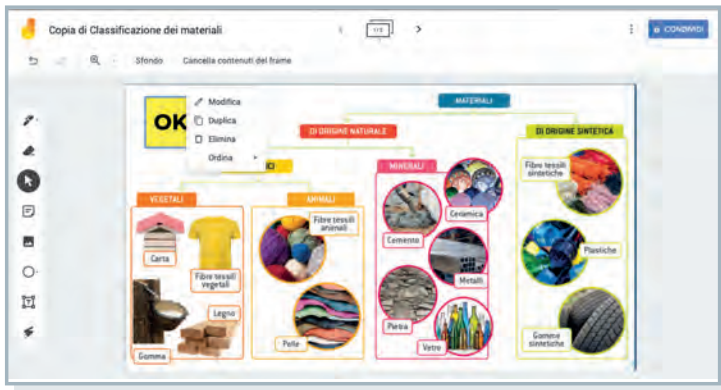 Copia di Classificazione dei materiali
1/2
CONDIVIDI
Sfondo
Cancella contenuti del frame
OK
Modifica
Duplica
Elimina
Ordina
MATERIALI
DI ORIGINE NATURALE
DI ORIGINE SINTETICA
ICI
MINERALI
VEGETALI
ANIMALI
Carta
Fibre tessili
vegetali
Legno
Gomma
Fibre tessili
animali
Pelle
Ceramica
Cemento
Metalli
Pietra
Vetro
Fibre tessili
sintetiche
Plastiche
Gomme
sintetiche